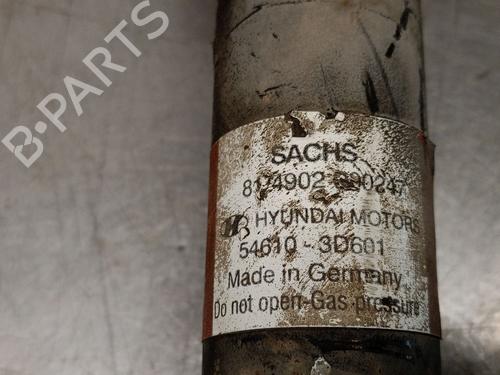 B-PARTS
SACHS
HYUNDAI MOTORS
54610 - 3D601
Made in Germany
Do not open-Gas pressure